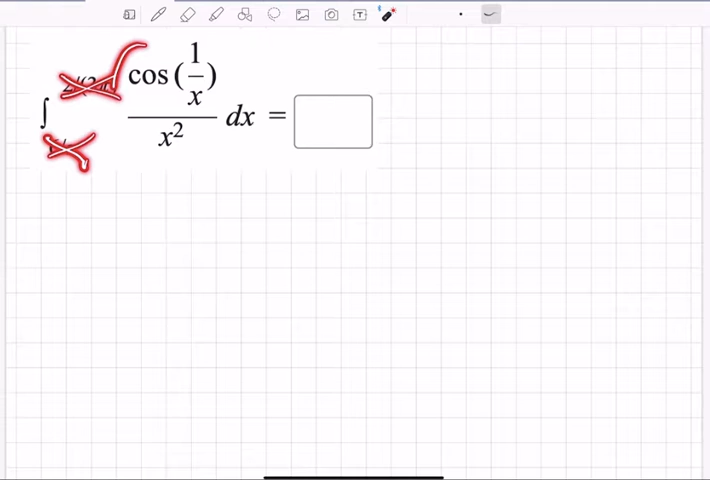 ∫ cos (1/x) / x² dx =